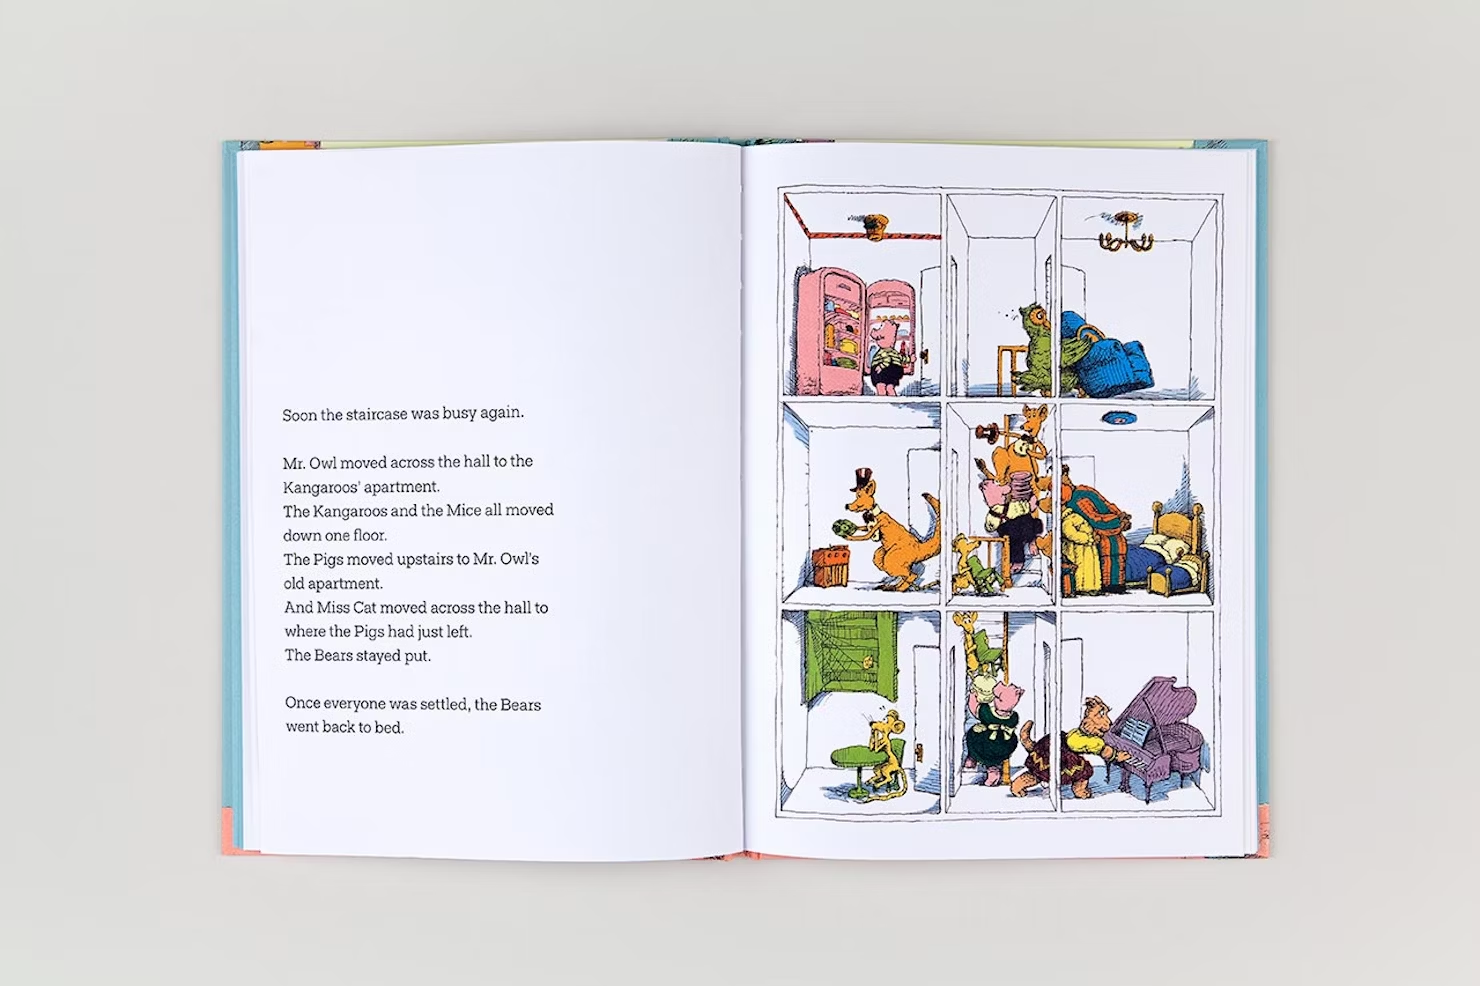 Soon the staircase was busy again.
Mr. Owl moved across the hall to the
Kangaroos' apartment.
The Kangaroos and the Mice all moved
down one floor.
The Pigs moved upstairs to Mr. Owl's
old apartment.
And Miss Cat moved across the hall to
where the Pigs had just left.
The Bears stayed put.
Once everyone was settled, the Bears
went back to bed.